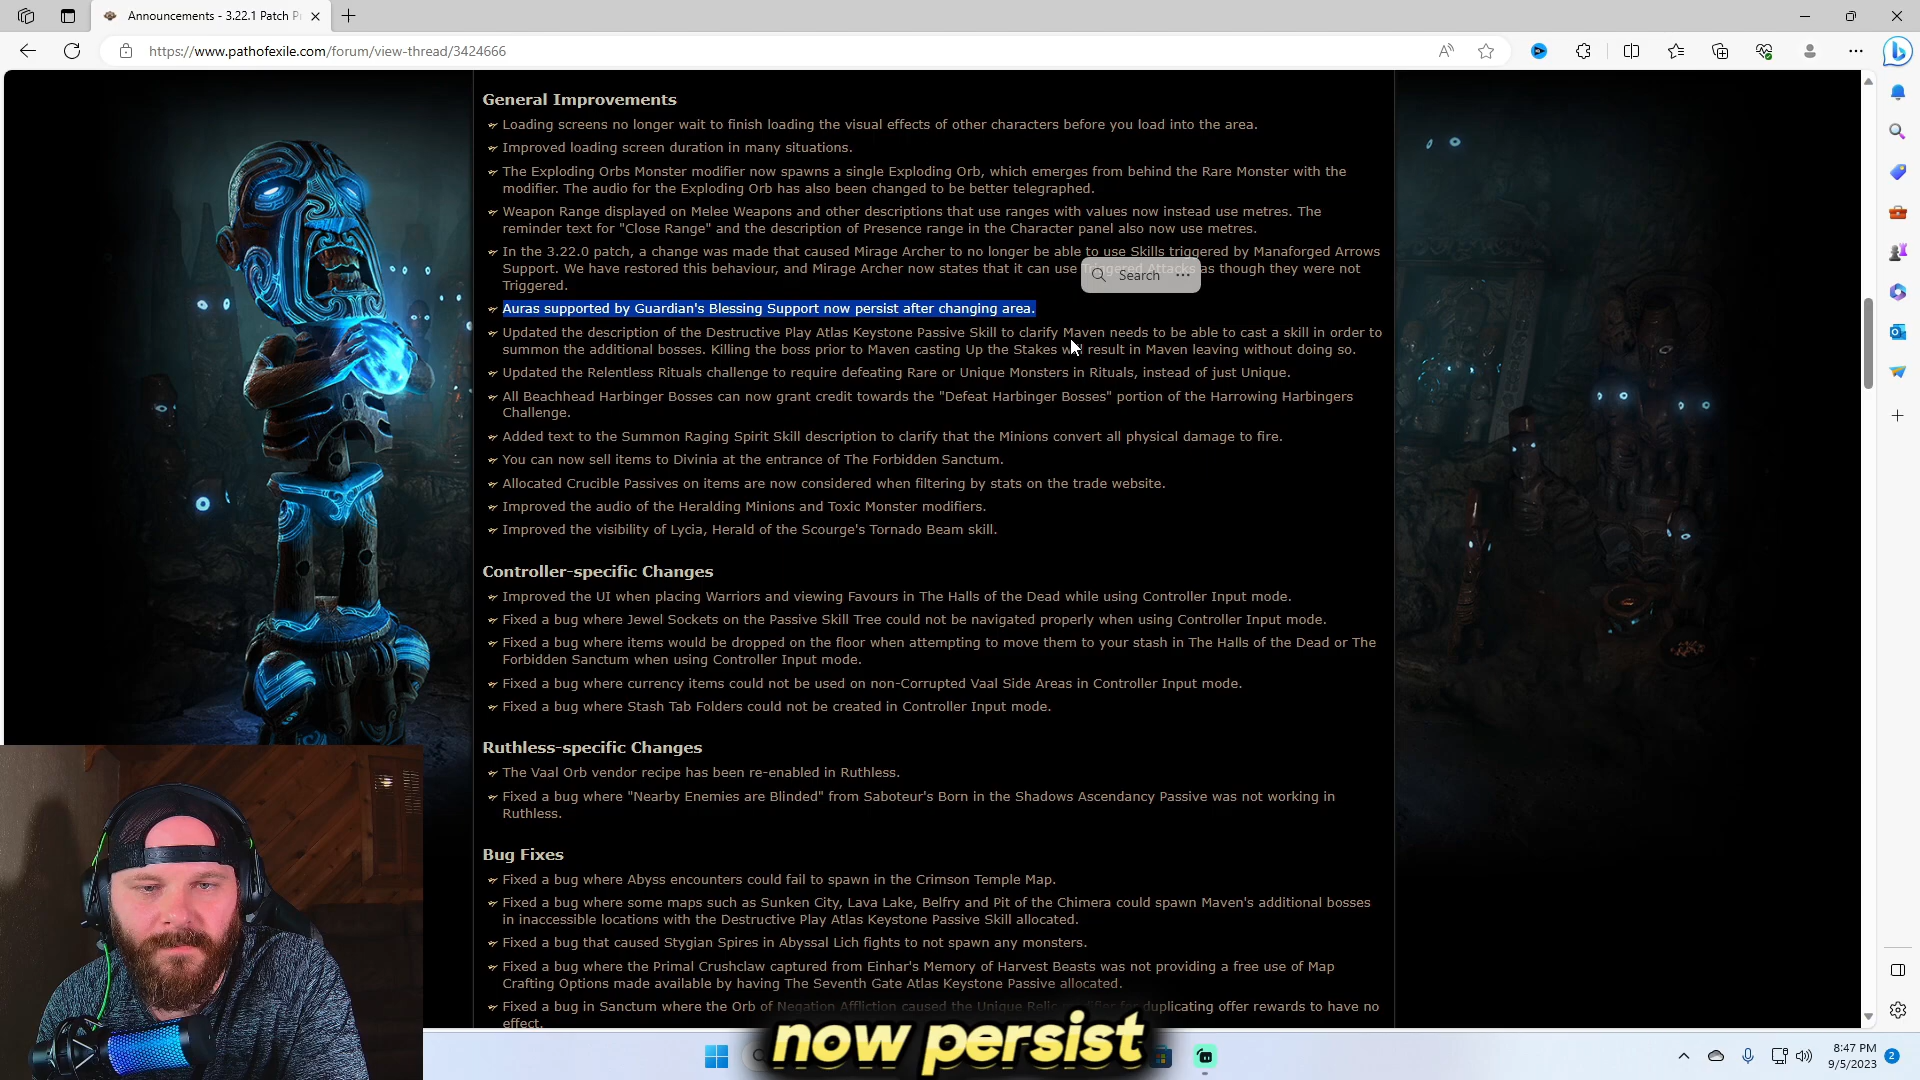 Announcements - 3.22.1 Patch P
https://www.pathofexile.com/forum/view-thread/3424666
General Improvements
Loading screens no longer wait to finish loading the visual effects of other characters before you load into the area.
Improved loading screen duration in many situations.
The Exploding Orbs Monster modifier now spawns a single Exploding Orb, which emerges from behind the Rare Monster with the
modifier. The audio for the Exploding Orb has also been changed to be better telegraphed.
Weapon Range displayed on Melee Weapons and other descriptions that use ranges with values now instead use metres. The
reminder text for "Close Range" and the description of Presence range in the Character panel also now use metres.
In the 3.22.0 patch, a change was made that caused Mirage Archer to no longer be able to use Skills triggered by Manaforged Arrows
Support. We have restored this behaviour, and Mirage Archer now states that it can use Triggered Attacks as though they were not
Search
Triggered.
Auras supported by Guardian's Blessing Support now persist after changing area.
Updated the description of the Destructive Play Atlas Keystone Passive Skill to clarify Maven needs to be able to cast a skill in order to
summon the additional bosses. Killing the boss prior to Maven casting Up the Stakes will result in Maven leaving without doing so.
Updated the Relentless Rituals challenge to require defeating Rare or Unique Monsters in Rituals, instead of just Unique.
All Beachhead Harbinger Bosses can now grant credit towards the "Defeat Harbinger Bosses" portion of the Harrowing Harbingers
Challenge.
Added text to the Summon Raging Spirit Skill description to clarify that the Minions convert all physical damage to fire.
You can now sell items to Divinia at the entrance of The Forbidden Sanctum.
Allocated Crucible Passives on items are now considered when filtering by stats on the trade website.
Improved the audio of the Heralding Minions and Toxic Monster modifiers.
Improved the visibility of Lycia, Herald of the Scourge's Tornado Beam skill.
Controller-specific Changes
Improved the UI when placing Warriors and viewing Favours in The Halls of the Dead while using Controller Input mode.
Fixed a bug where Jewel Sockets on the Passive Skill Tree could not be navigated properly when using Controller Input mode.
Fixed a bug where items would be dropped on the floor when attempting to move them to your stash in The Halls of the Dead or The
Forbidden Sanctum when using Controller Input mode.
Fixed a bug where currency items could not be used on non-Corrupted Vaal Side Areas in Controller Input mode.
Fixed a bug where Stash Tab Folders could not be created in Controller Input mode.
Ruthless-specific Changes
The Vaal Orb vendor recipe has been re-enabled in Ruthless.
Fixed a bug where "Nearby Enemies are Blinded" from Saboteur's Born in the Shadows Ascendancy Passive was not working in
Ruthless.
Bug Fixes
Fixed a bug where Abyss encounters could fail to spawn in the Crimson Temple Map.
Fixed a bug where some maps such as Sunken City, Lava Lake, Belfry and Pit of the Chimera could spawn Maven's additional bosses
in inaccessible locations with the Destructive Play Atlas Keystone Passive Skill allocated.
Fixed a bug that caused Stygian Spires in Abyssal Lich fights to not spawn any monsters.
Fixed a bug where the Primal Crushclaw captured from Einhar's Memory of Harvest Beasts was not providing a free use of Map
Crafting Options made available by having The Seventh Gate Atlas Keystone Passive allocated.
Fixed a bug in Sanctum where the Orb of Negation Affliction caused the Unique Relic modifier for duplicating offer rewards to have no
effect.
now persist
8:47 PM
9/5/2023
2